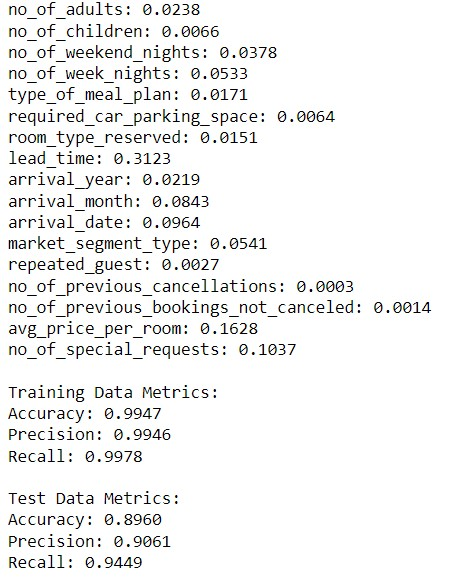 no_of_adults: 0.0238
no_of_children: 0.0066
no_of_weekend_nights: 0.0378
no_of_week_nights: 0.0533
type_of_meal_plan: 0.0171
required_car_parking_space: 0.0064
room_type_reserved: 0.0151
lead_time: 0.3123
arrival_year: 0.0219
arrival_month: 0.0843
arrival_date: 0.0964
market_segment_type: 0.0541
repeated_guest: 0.0027
no_of_previous_cancellations: 0.0003
no_of_previous_bookings_not_canceled: 0.0014
avg_price_per_room: 0.1628
no_of_special_requests: 0.1037
Training Data Metrics:
Accuracy: 0.9947
Precision: 0.9946
Recall: 0.9978
Test Data Metrics:
Accuracy: 0.8960
Precision: 0.9061
Recall: 0.9449